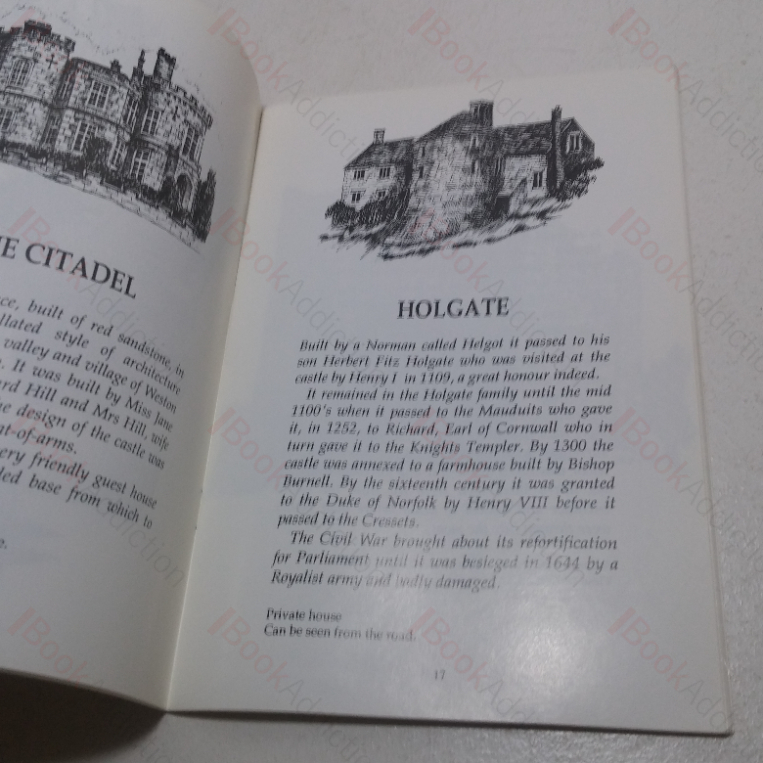 E CITADEL
ce, built of red sandstone, in
llated style of architecture
valley and village of Weston
. It was built by Miss Jane
ard Hill and Mrs Hill, wife
e design of the castle was
at-of-arms.
ery friendly guest house
led base from which to
e.
HOLGATE
Built by a Norman called Helgot it passed to his
son Herbert Fitz Holgate who was visited at the
castle by Henry I in 1109, a great honour indeed.
It remained in the Holgate family until the mid
1100's when it passed to the Mauduits who gave
it, in 1252, to Richard, Earl of Cornwall who in
turn gave it to the Knights Templer. By 1300 the
castle was annexed to a farmhouse built by Bishop
Burnell. By the sixteenth century it was granted
to the Duke of Norfolk by Henry VIII before it
passed to the Cressets.
The Civil War brought about its refortification
for Parliament until it was besieged in 1644 by a
Royalist army and badly damaged.
Private house
Can be seen from the road.
17
BookAddiction